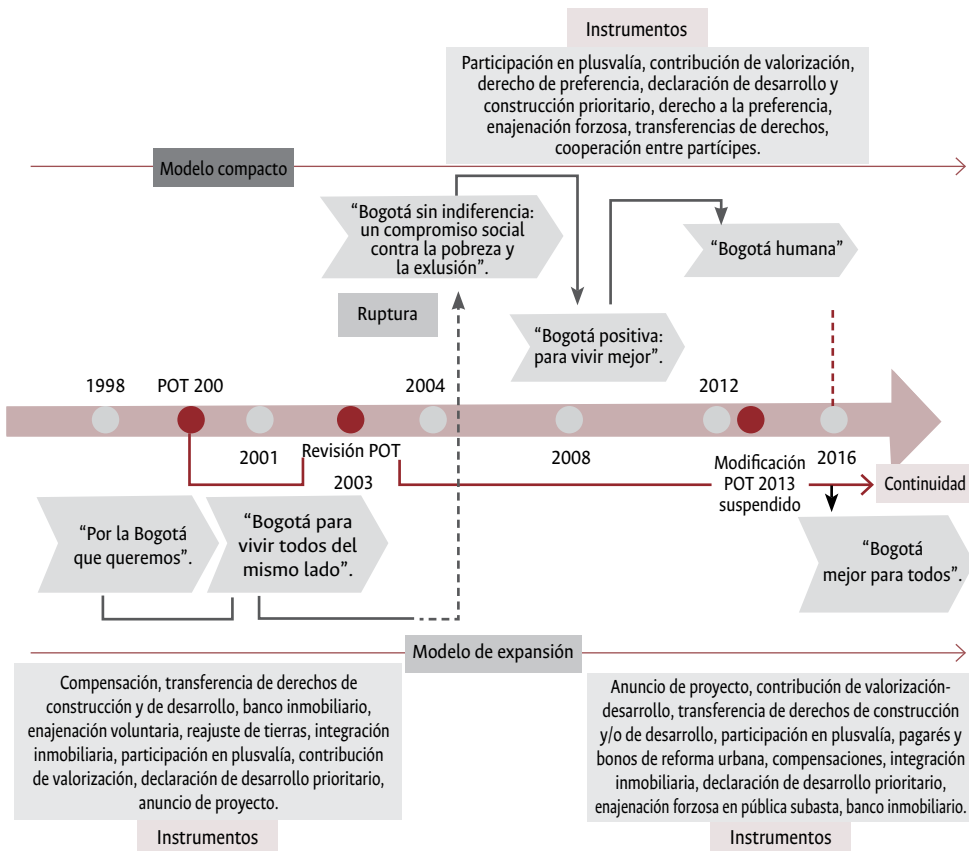 Instrumentos
Participación en plusvalía, contribución de valorización,
derecho de preferencia, declaración de desarrollo y
construcción prioritario, derecho a la preferencia,
enajenación forzosa, transferencias de derechos,
cooperación entre partícipes.
Modelo compacto
“Bogotá sin indiferencia:
un compromiso social
contra la pobreza y
la exlusión”.
“Bogotá humana”
Ruptura
“Bogotá positiva:
para vivir mejor”.
1998
POT 200
2004
2012
2001
Revisión POT
2003
2008
Modificación
POT 2013
suspendido
2016
Continuidad
“Por la Bogotá
que queremos”.
“Bogotá para
vivir todos del
mismo lado”.
“Bogotá
mejor para todos”.
Modelo de expansión
Compensación, transferencia de derechos de
construcción y de desarrollo, banco inmobiliario,
enajenación voluntaria, reajuste de tierras, integración
inmobiliaria, participación en plusvalía, contribución
de valorización, declaración de desarrollo prioritario,
anuncio de proyecto.
Instrumentos
Anuncio de proyecto, contribución de valorización-
desarrollo, transferencia de derechos de construcción
y/o de desarrollo, participación en plusvalía, pagarés y
bonos de reforma urbana, compensaciones, integración
inmobiliaria, declaración de desarrollo prioritario,
enajenación forzosa en pública subasta, banco inmobiliario.
Instrumentos